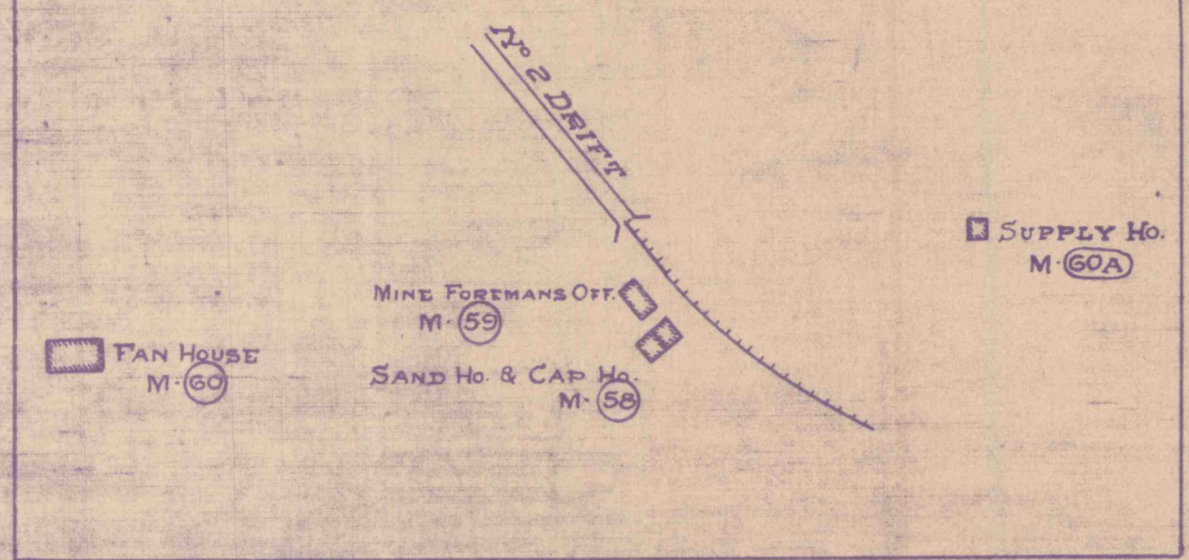 Nº 2 DRIFT
SUPPLY HO.
M-60A
MINE FOREMANS OFF.
M-59
FAN HOUSE
M-60
SAND HO. & CAP HO.
M-58